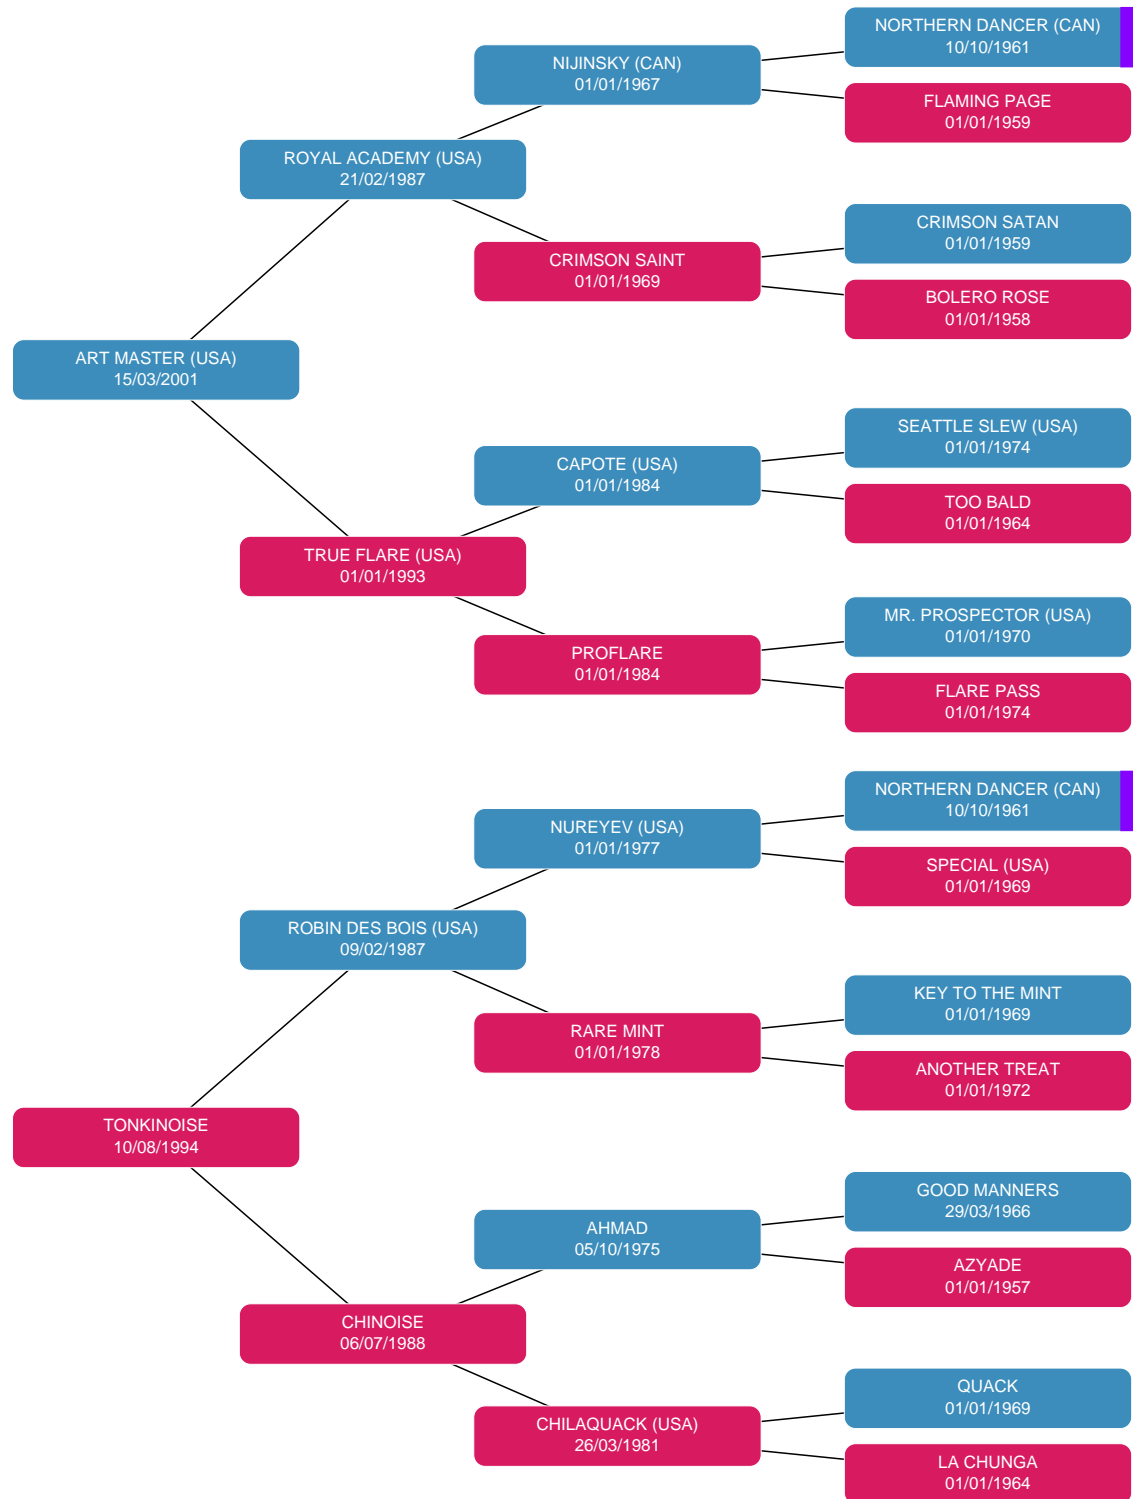 NORTHERN DANCER (CAN)
10/10/1961
NIJINSKY (CAN)
01/01/1967
FLAMING PAGE
01/01/1959
ROYAL ACADEMY (USA)
21/02/1987
CRIMSON SATAN
01/01/1959
CRIMSON SAINT
01/01/1969
BOLERO ROSE
01/01/1958
ART MASTER (USA)
15/03/2001
SEATTLE SLEW (USA)
01/01/1974
CAPOTE (USA)
01/01/1984
TOO BALD
01/01/1964
TRUE FLARE (USA)
01/01/1993
MR. PROSPECTOR (USA)
01/01/1970
PROFLARE
01/01/1984
FLARE PASS
01/01/1974
NORTHERN DANCER (CAN)
10/10/1961
NUREYEV (USA)
01/01/1977
SPECIAL (USA)
01/01/1969
ROBIN DES BOIS (USA)
09/02/1987
KEY TO THE MINT
01/01/1969
RARE MINT
01/01/1978
ANOTHER TREAT
01/01/1972
TONKINOISE
10/08/1994
GOOD MANNERS
29/03/1966
AHMAD
05/10/1975
AZYADE
01/01/1957
CHINOISE
06/07/1988
QUACK
01/01/1969
CHILAQUACK (USA)
26/03/1981
LA CHUNGA
01/01/1964